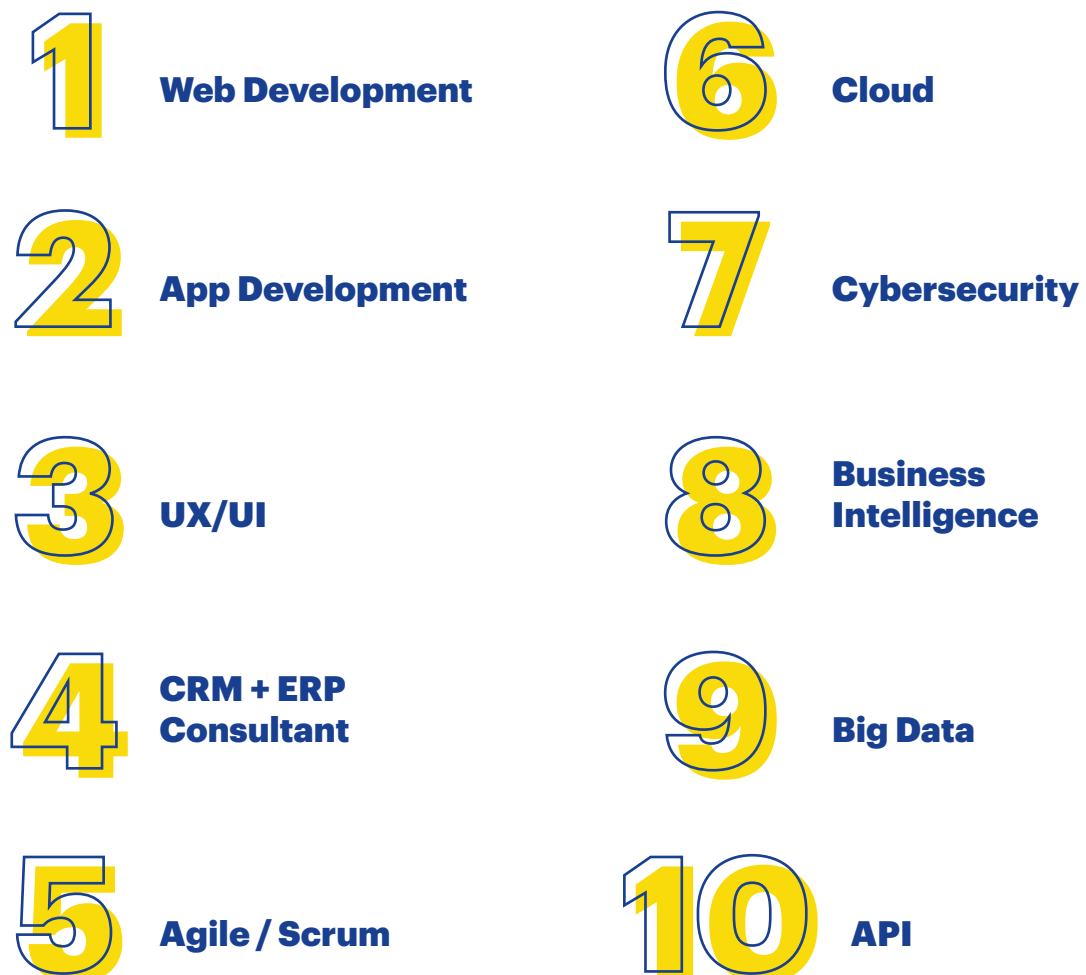 1
Web Development
2
App Development
3
UX/UI
4
CRM + ERP
Consultant
5
Agile / Scrum
6
Cloud
7
Cybersecurity
8
Business
Intelligence
9
Big Data
10
API